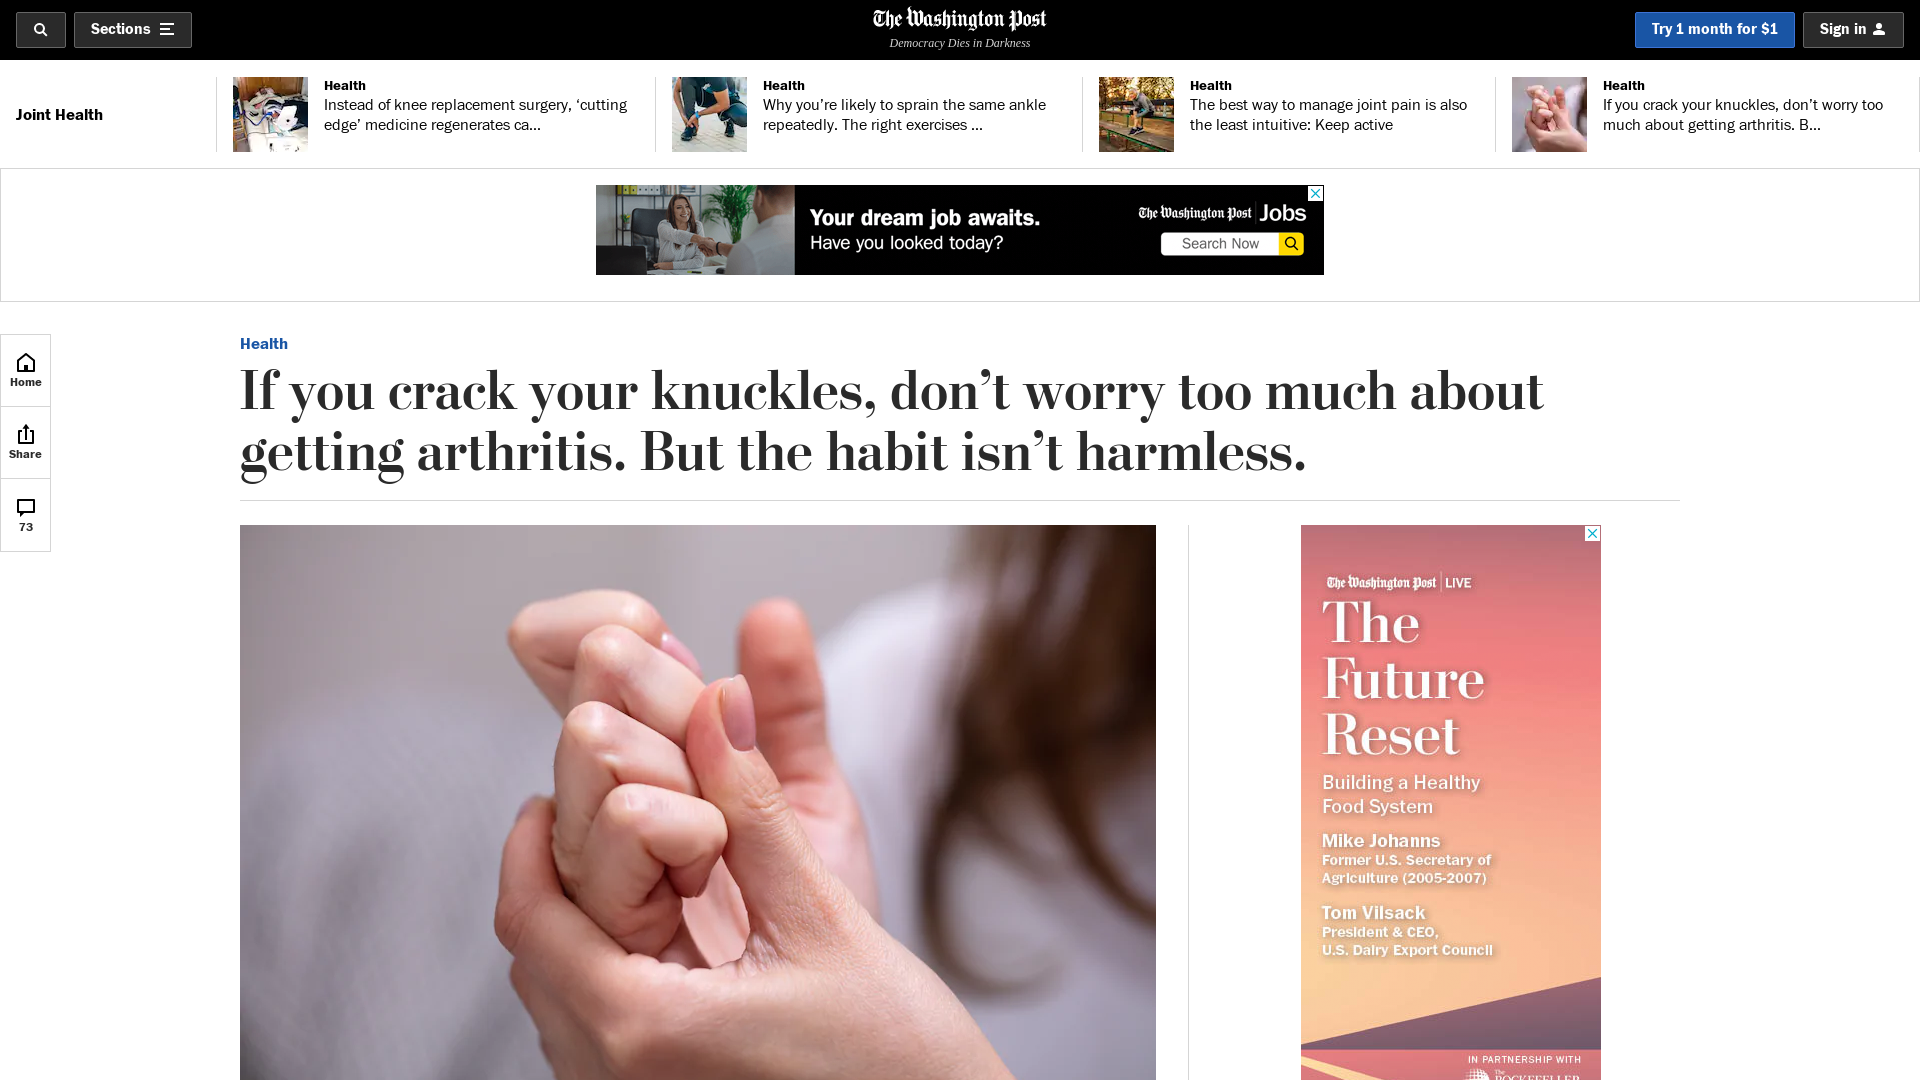 Sections
The Washington Post
Democracy Dies in Darkness
Try 1 month for $1
Sign in
Joint Health
Health
Instead of knee replacement surgery, ‘cutting
edge’ medicine regenerates ca...
Health
Why you’re likely to sprain the same ankle
repeatedly. The right exercises ...
Health
The best way to manage joint pain is also
the least intuitive: Keep active
Health
If you crack your knuckles, don’t worry too
much about getting arthritis. B...
Your dream job awaits.
Have you looked today?
The Washington Post Jobs
Search Now
Home
Share
73
Health
If you crack your knuckles, don’t worry too much about
getting arthritis. But the habit isn’t harmless.
The Washington Post LIVE
The
Future
Reset
Building a Healthy
Food System
Mike Johanns
Former U.S. Secretary of
Agriculture (2005-2007)
Tom Vilsack
President & CEO,
U.S. Dairy Export Council
IN PARTNERSHIP WITH
The
ROCKEFELLER